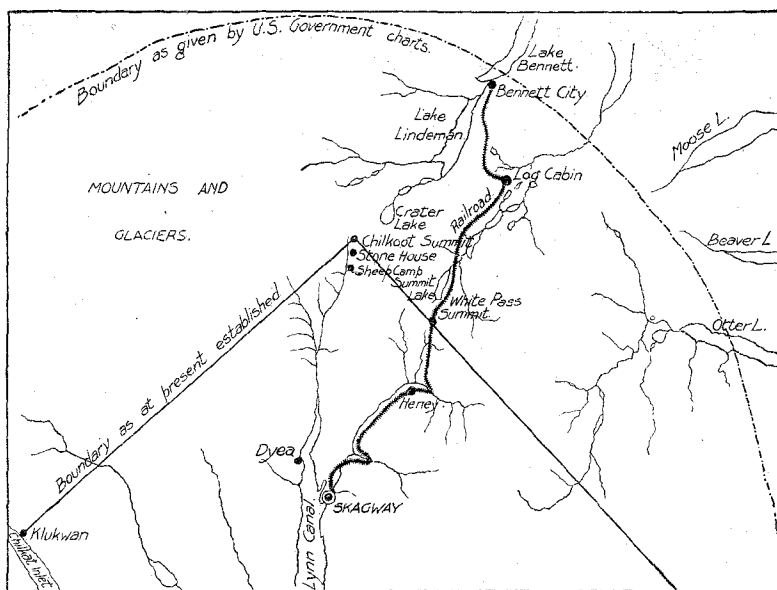 Boundary as given by U.S. Government charts.
Lake
Bennett.
Bennett City
Lake
Lindeman.
Moose L.
Log Cabin
MOUNTAINS AND
GLACIERS.
Railroad.
Crater
Lake
Chilkoot Summit
Stone House
Sheep Camp
Summit
Lake
White Pass
Summit
Beaver L
Otter L.
Boundary as at present established
Heney.
Dyea
SKAGWAY
Lynn Canal
Klukwan
Chilkat Inlet